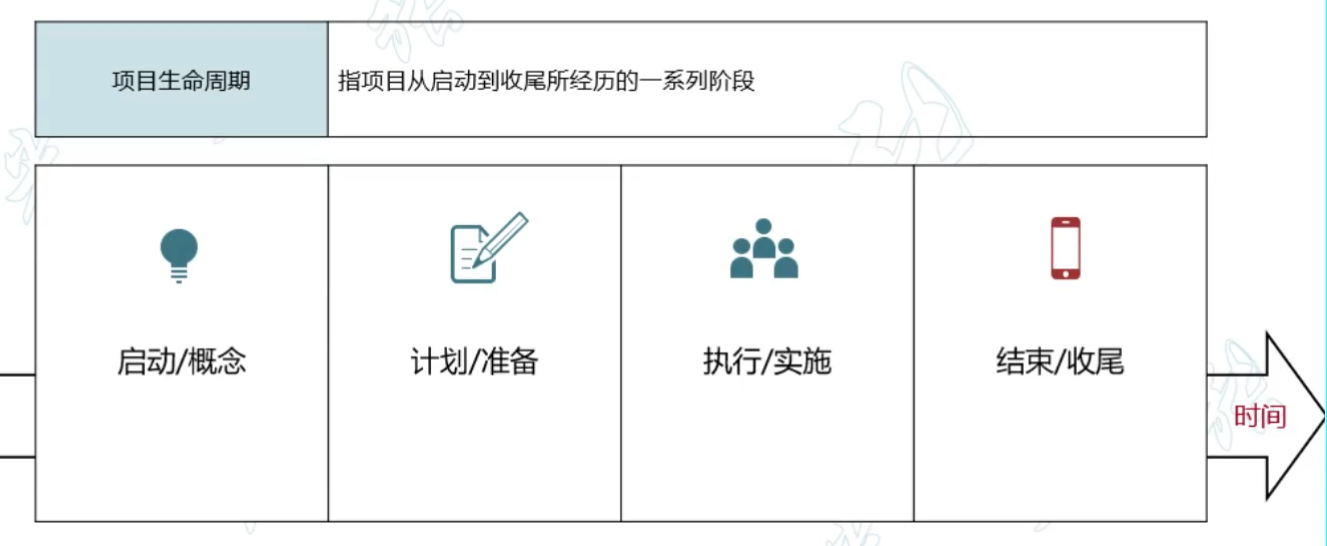 项目生命周期
指项目从启动到收尾所经历的一系列阶段
启动/概念
计划/准备
执行/实施
结束/收尾
时间